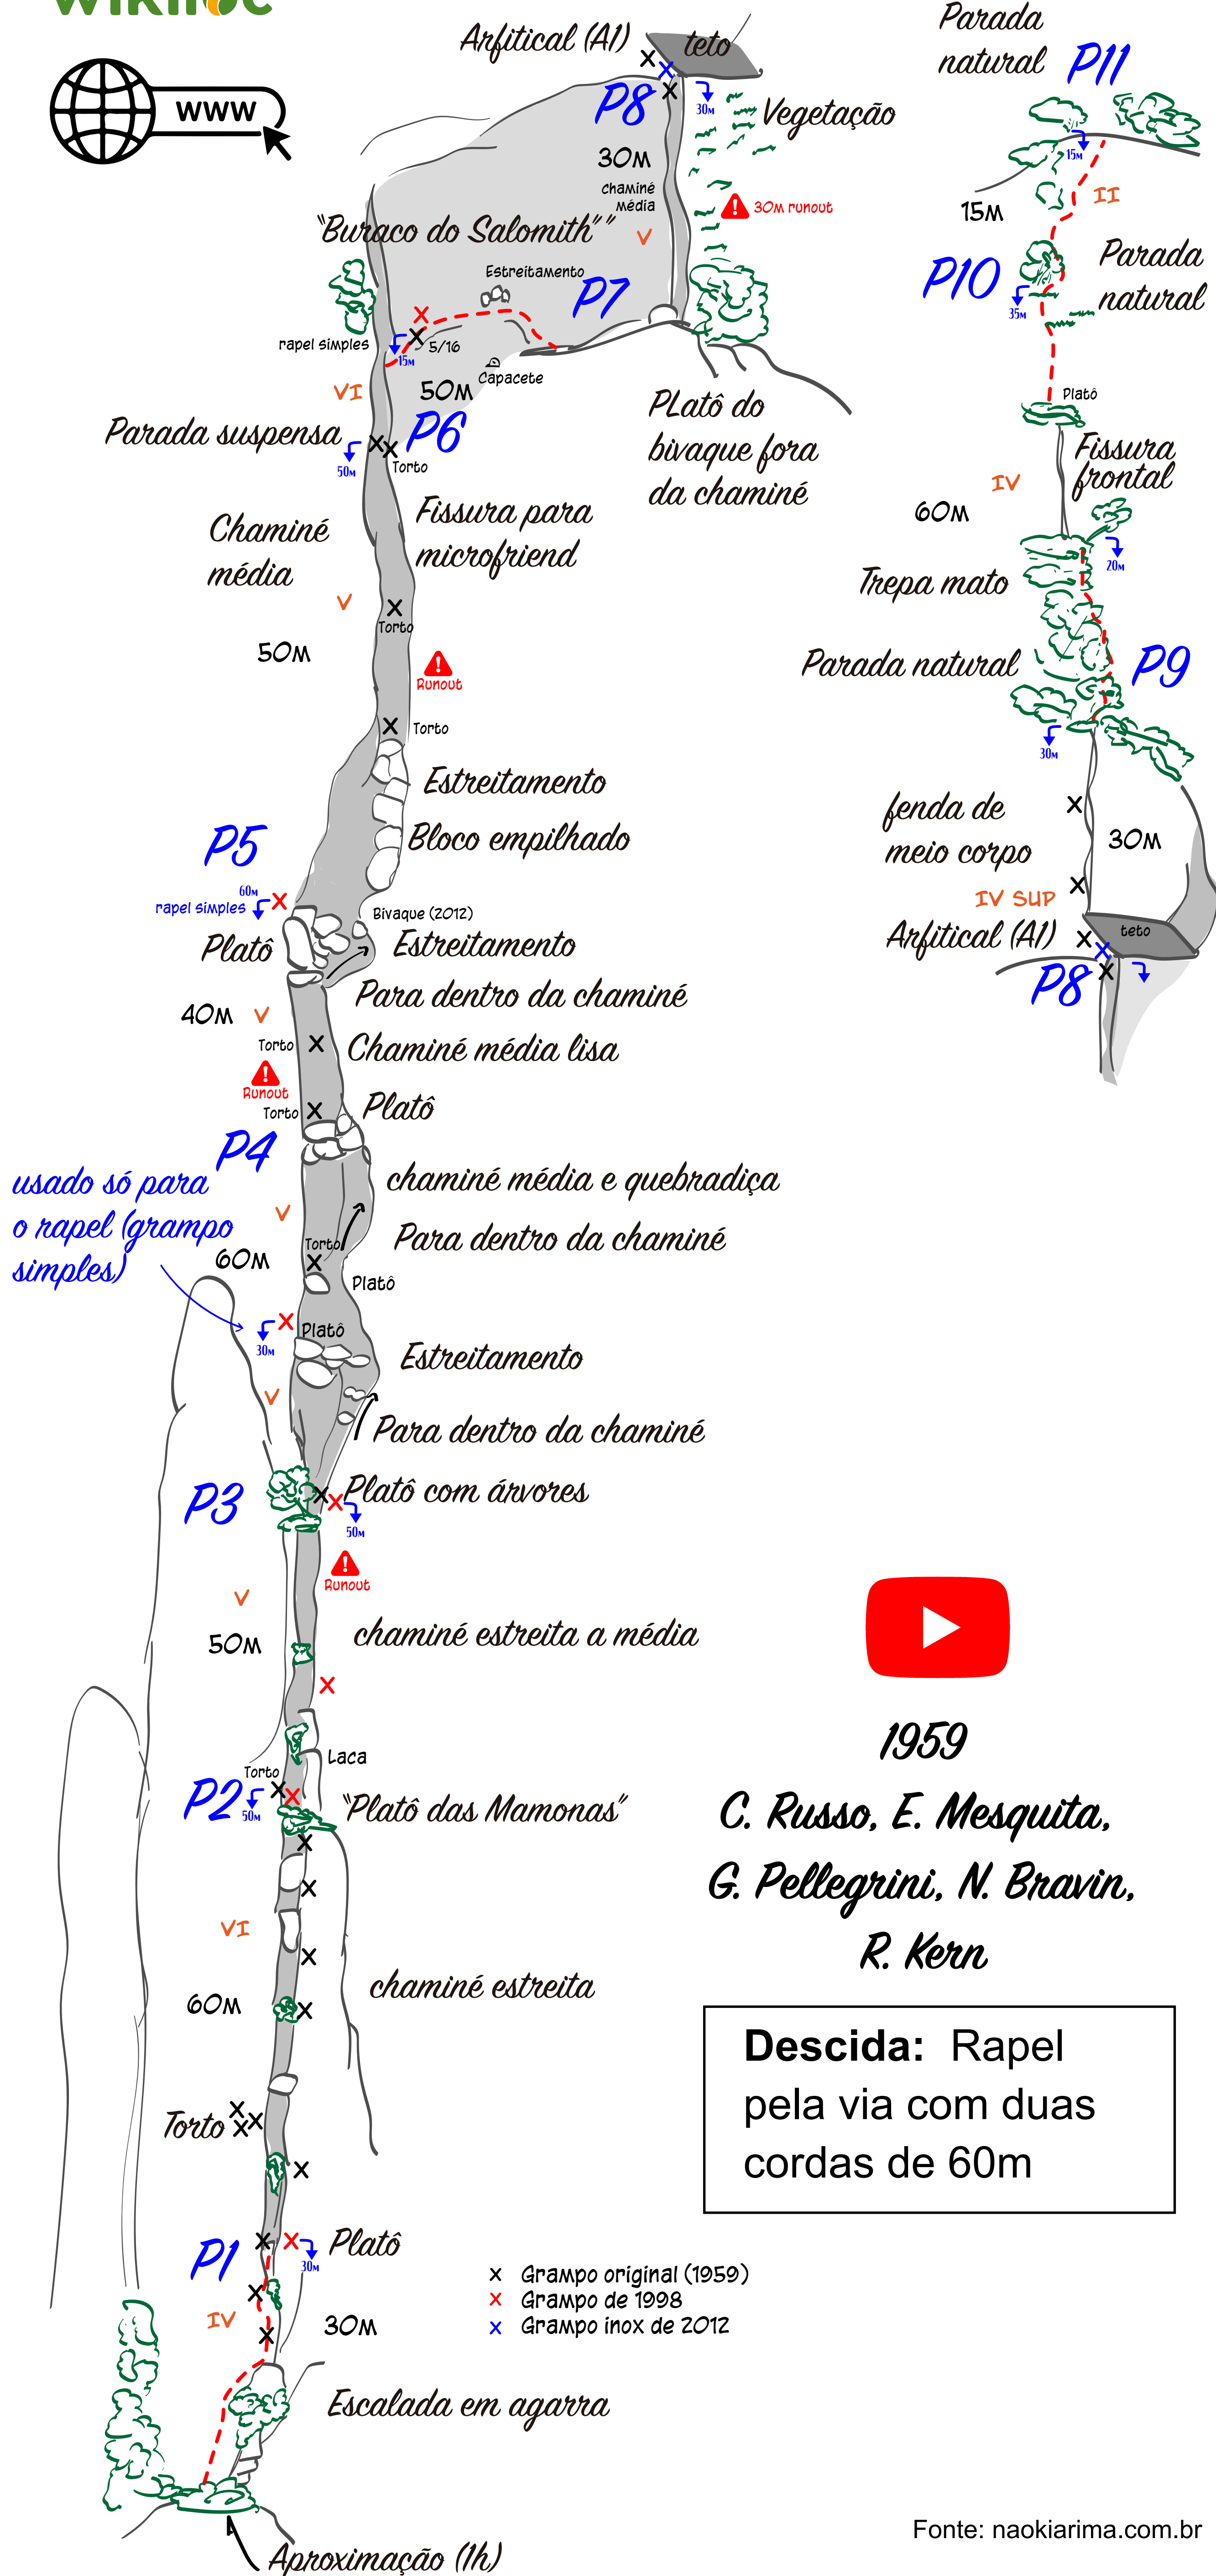 wikiloc
www
Arfitical (A1)
teto
P8
30m
Vegetação
30m
chaminé
média
30m runout
"Buraco do Salomith""
V
Estreitamento
P7
rapel simples
15m
5/16
Capacete
VI
50m
PLatô do
bivaque fora
da chaminé
Parada suspensa
P6
50m
Torto
Fissura para
microfriend
Chaminé
média
V
Torto
50m
Runout
Torto
Estreitamento
Bloco empilhado
P5
60m
rapel simples
Bivaque (2012)
Platô
Estreitamento
Para dentro da chaminé
40m
V
Torto
Chaminé média lisa
Runout
Torto
Platô
P4
usado só para
o rapel (grampo
simples)
chaminé média e quebradiça
V
Para dentro da chaminé
Torto
60m
Platô
Platô
30m
Estreitamento
V
Para dentro da chaminé
P3
Platô com árvores
50m
Runout
V
50m
chaminé estreita a média
Laca
Torto
P2
50m
"Platô das Mamonas"
VI
chaminé estreita
60m
Torto
P1
Platô
30m
IV
30m
Escalada em agarra
Aproximação (1h)
x Grampo original (1959)
x Grampo de 1998
x Grampo inox de 2012
Parada
natural
P11
15m
II
15m
P10
Parada
natural
35m
Platô
Fissura
frontal
IV
60m
20m
Trepa mato
Parada natural
P9
30m
fenda de
meio corpo
30m
IV SUP
Arfitical (A1)
teto
P8
1959
C. Russo, E. Mesquita,
G. Pellegrini, N. Bravin,
R. Kern
Descida: Rapel
pela via com duas
cordas de 60m
Fonte: naokiarima.com.br